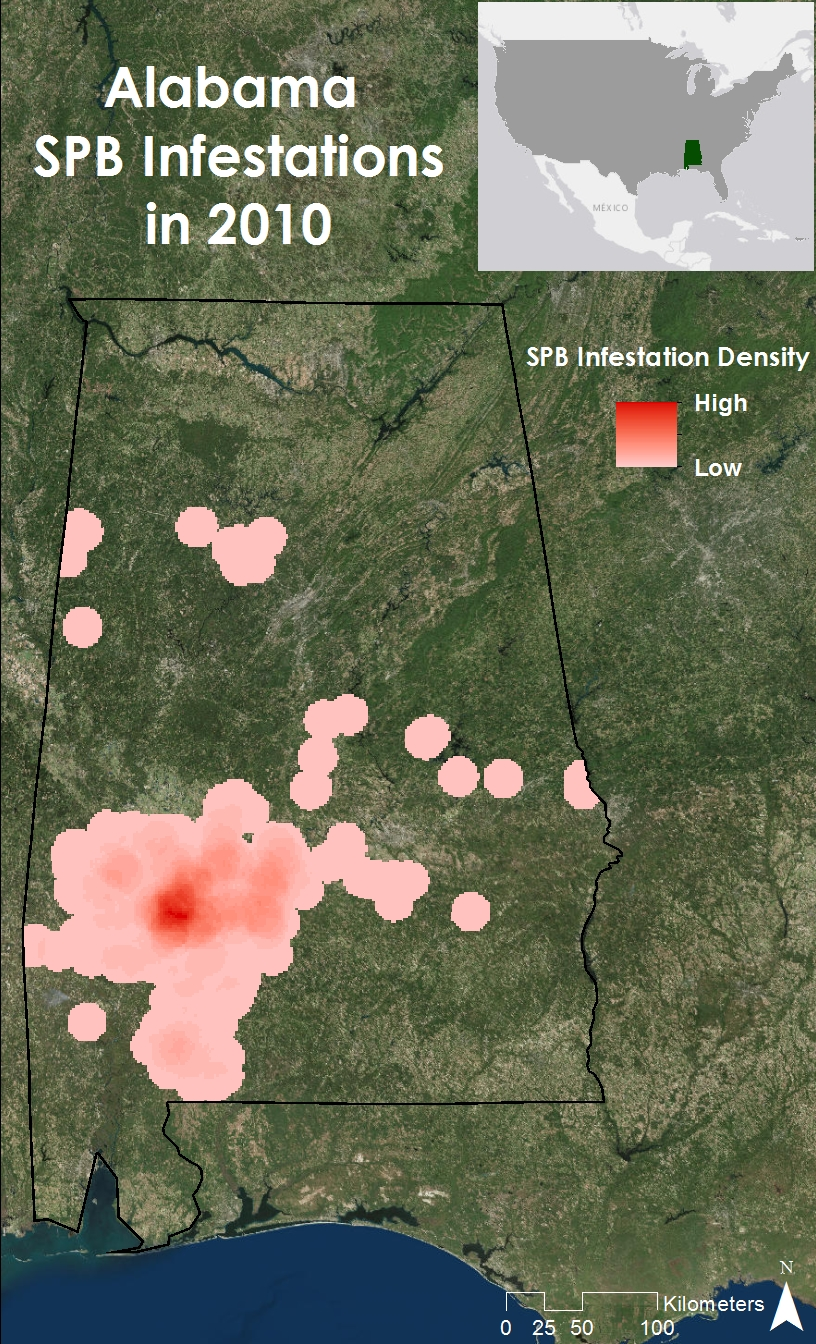 Alabama
SPB Infestations
in 2010
MÉXICO
SPB Infestation Density
High
Low
N
Kilometers
0 25 50 100